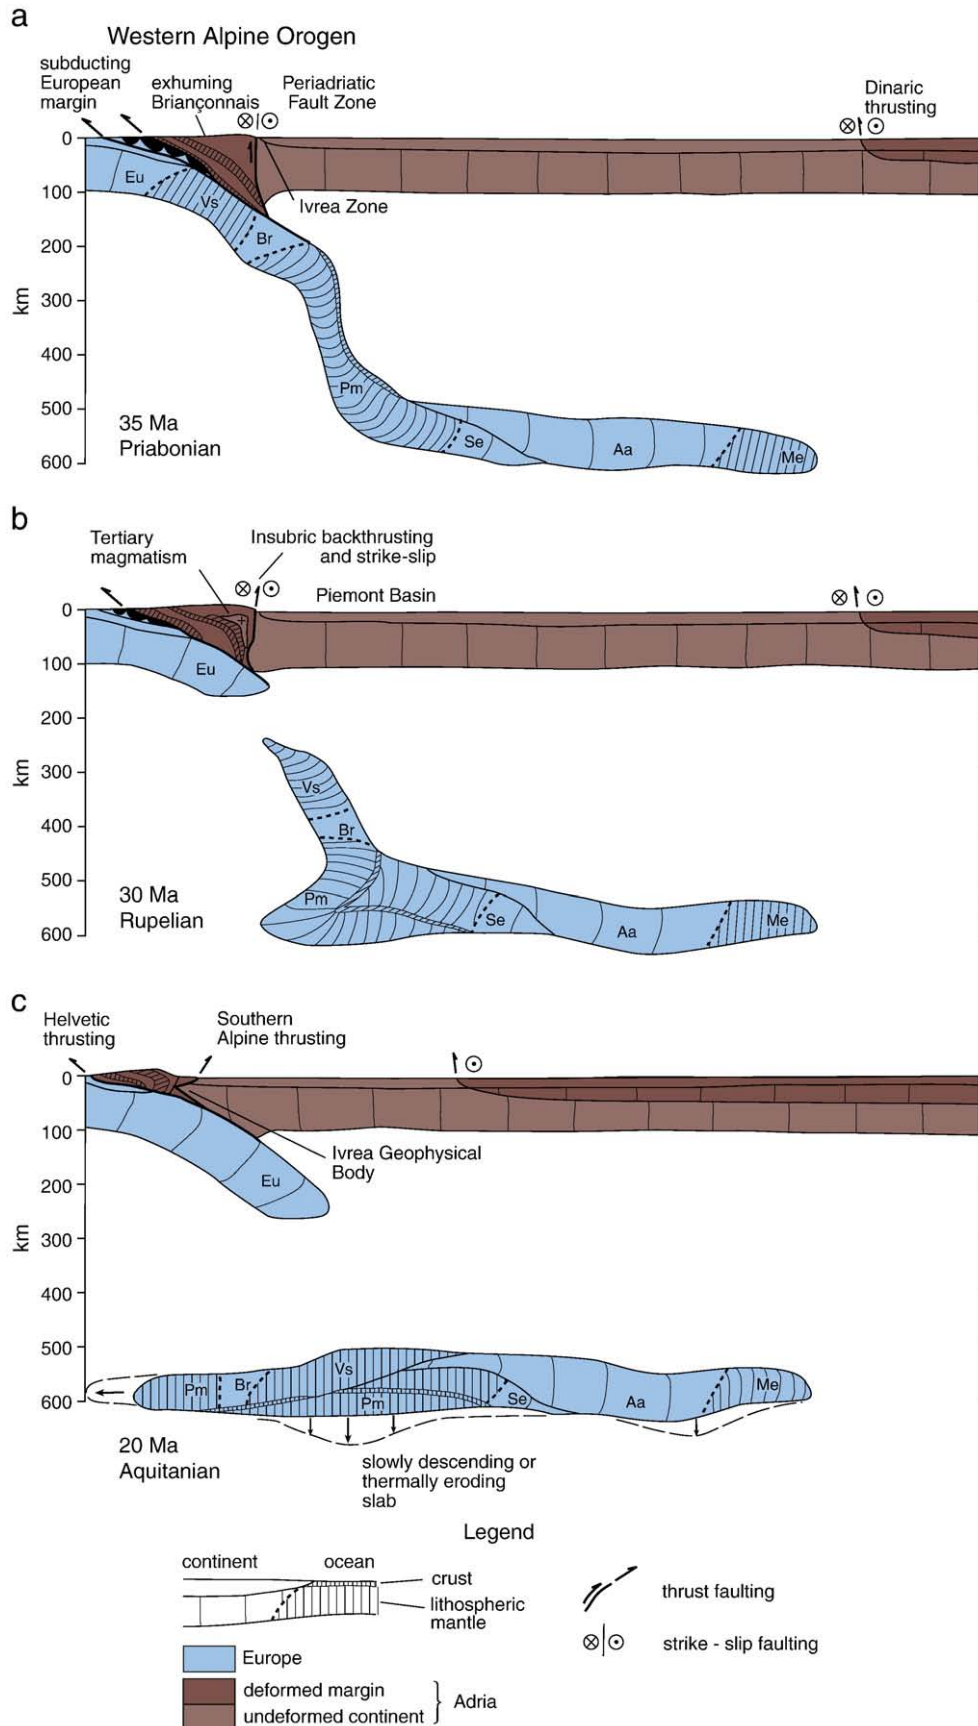 a
Western Alpine Orogen
subducting
European
margin
exhuming
Briançonnais
Periadriatic
Fault Zone
Dinaric
thrusting
0
100
200
300
400
500
600
km
Eu
Vs
Br
Ivrea Zone
Pm
Se
Aa
Me
35 Ma
Priabonian
b
Tertiary
magmatism
Insubric backthrusting
and strike-slip
Piemont Basin
0
100
200
300
400
500
600
km
Eu
Vs
Br
Pm
Se
Aa
Me
30 Ma
Rupelian
c
Helvetic
thrusting
Southern
Alpine thrusting
0
100
200
300
400
500
600
km
Eu
Ivrea Geophysical
Body
Pm
Br
Vs
Pm
Se
Aa
Me
20 Ma
Aquitanian
slowly descending or
thermally eroding
slab
Legend
continent
ocean
crust
lithospheric
mantle
thrust faulting
strike - slip faulting
Europe
deformed margin
undeformed continent
Adria